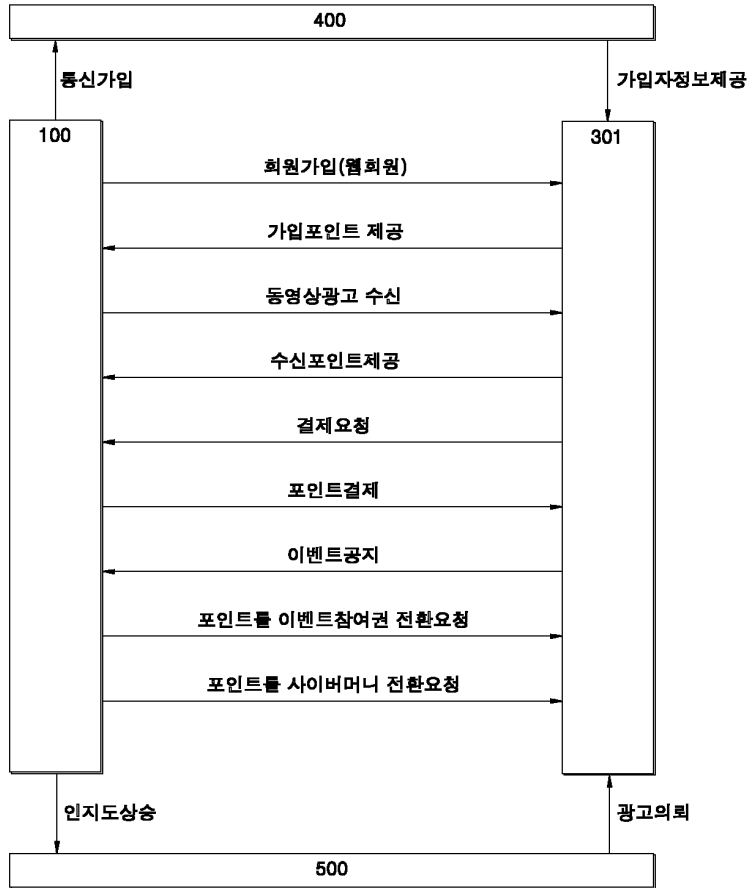 400
통신가입
가입자정보제공
100
301
회원가입(웹회원)
가입포인트 제공
동영상광고 수신
수신포인트제공
결제요청
포인트결제
이벤트공지
포인트를 이벤트참여권 전환요청
포인트를 사이버머니 전환요청
인지도상승
광고의뢰
500